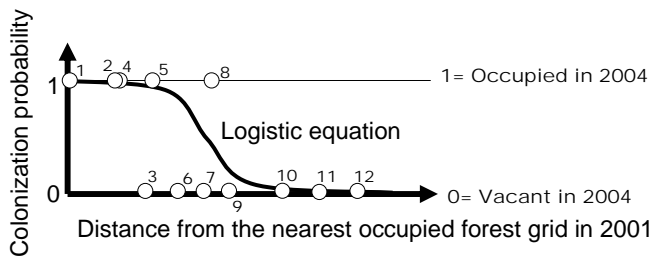 Colonization probability
1
0
1 2 4 5 8
1= Occupied in 2004
Logistic equation
3 6 7 9 10 11 12
0= Vacant in 2004
Distance from the nearest occupied forest grid in 2001